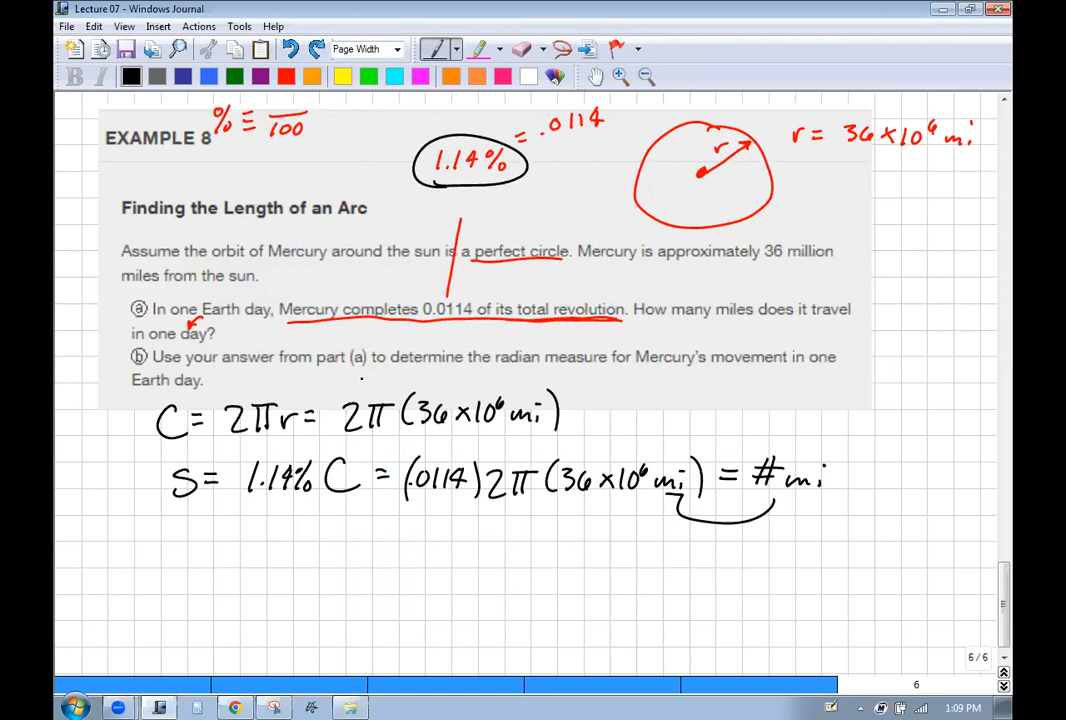 Lecture 07 - Windows Journal
File Edit View Insert Actions Tools Help
Page Width
B I
EXAMPLE 8
% ≡ —/100
1.14% = .0114
r
r = 36×10⁶ mi
Finding the Length of an Arc
Assume the orbit of Mercury around the sun is a perfect circle. Mercury is approximately 36 million
miles from the sun.
ⓐ In one Earth day, Mercury completes 0.0114 of its total revolution. How many miles does it travel
in one day?
ⓑ Use your answer from part (a) to determine the radian measure for Mercury's movement in one
Earth day.
C = 2πr = 2π(36×10⁶ mi)
S = 1.14% C = (.0114)2π(36×10⁶ mi) = # mi
6 / 6
6
1:09 PM